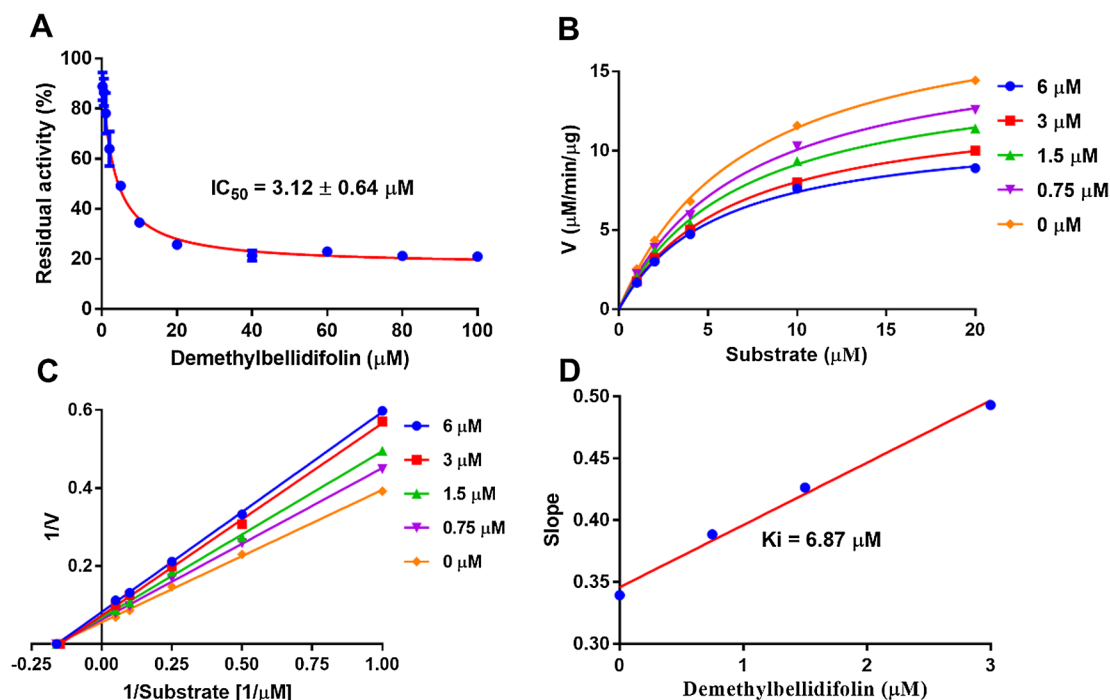 A
100
80
60
40
20
0
Residual activity (%)
IC50 = 3.12 ± 0.64 μM
0 20 40 60 80 100
Demethylbellidifolin (μM)
B
15
10
5
0
V (μM/min/μg)
0 5 10 15 20
Substrate (μM)
6 μM
3 μM
1.5 μM
0.75 μM
0 μM
C
0.6
0.4
0.2
1/V
-0.25 0.00 0.25 0.50 0.75 1.00
1/Substrate [1/μM]
6 μM
3 μM
1.5 μM
0.75 μM
0 μM
D
0.50
0.45
0.40
0.35
0.30
Slope
Ki = 6.87 μM
0 1 2 3
Demethylbellidifolin (μM)